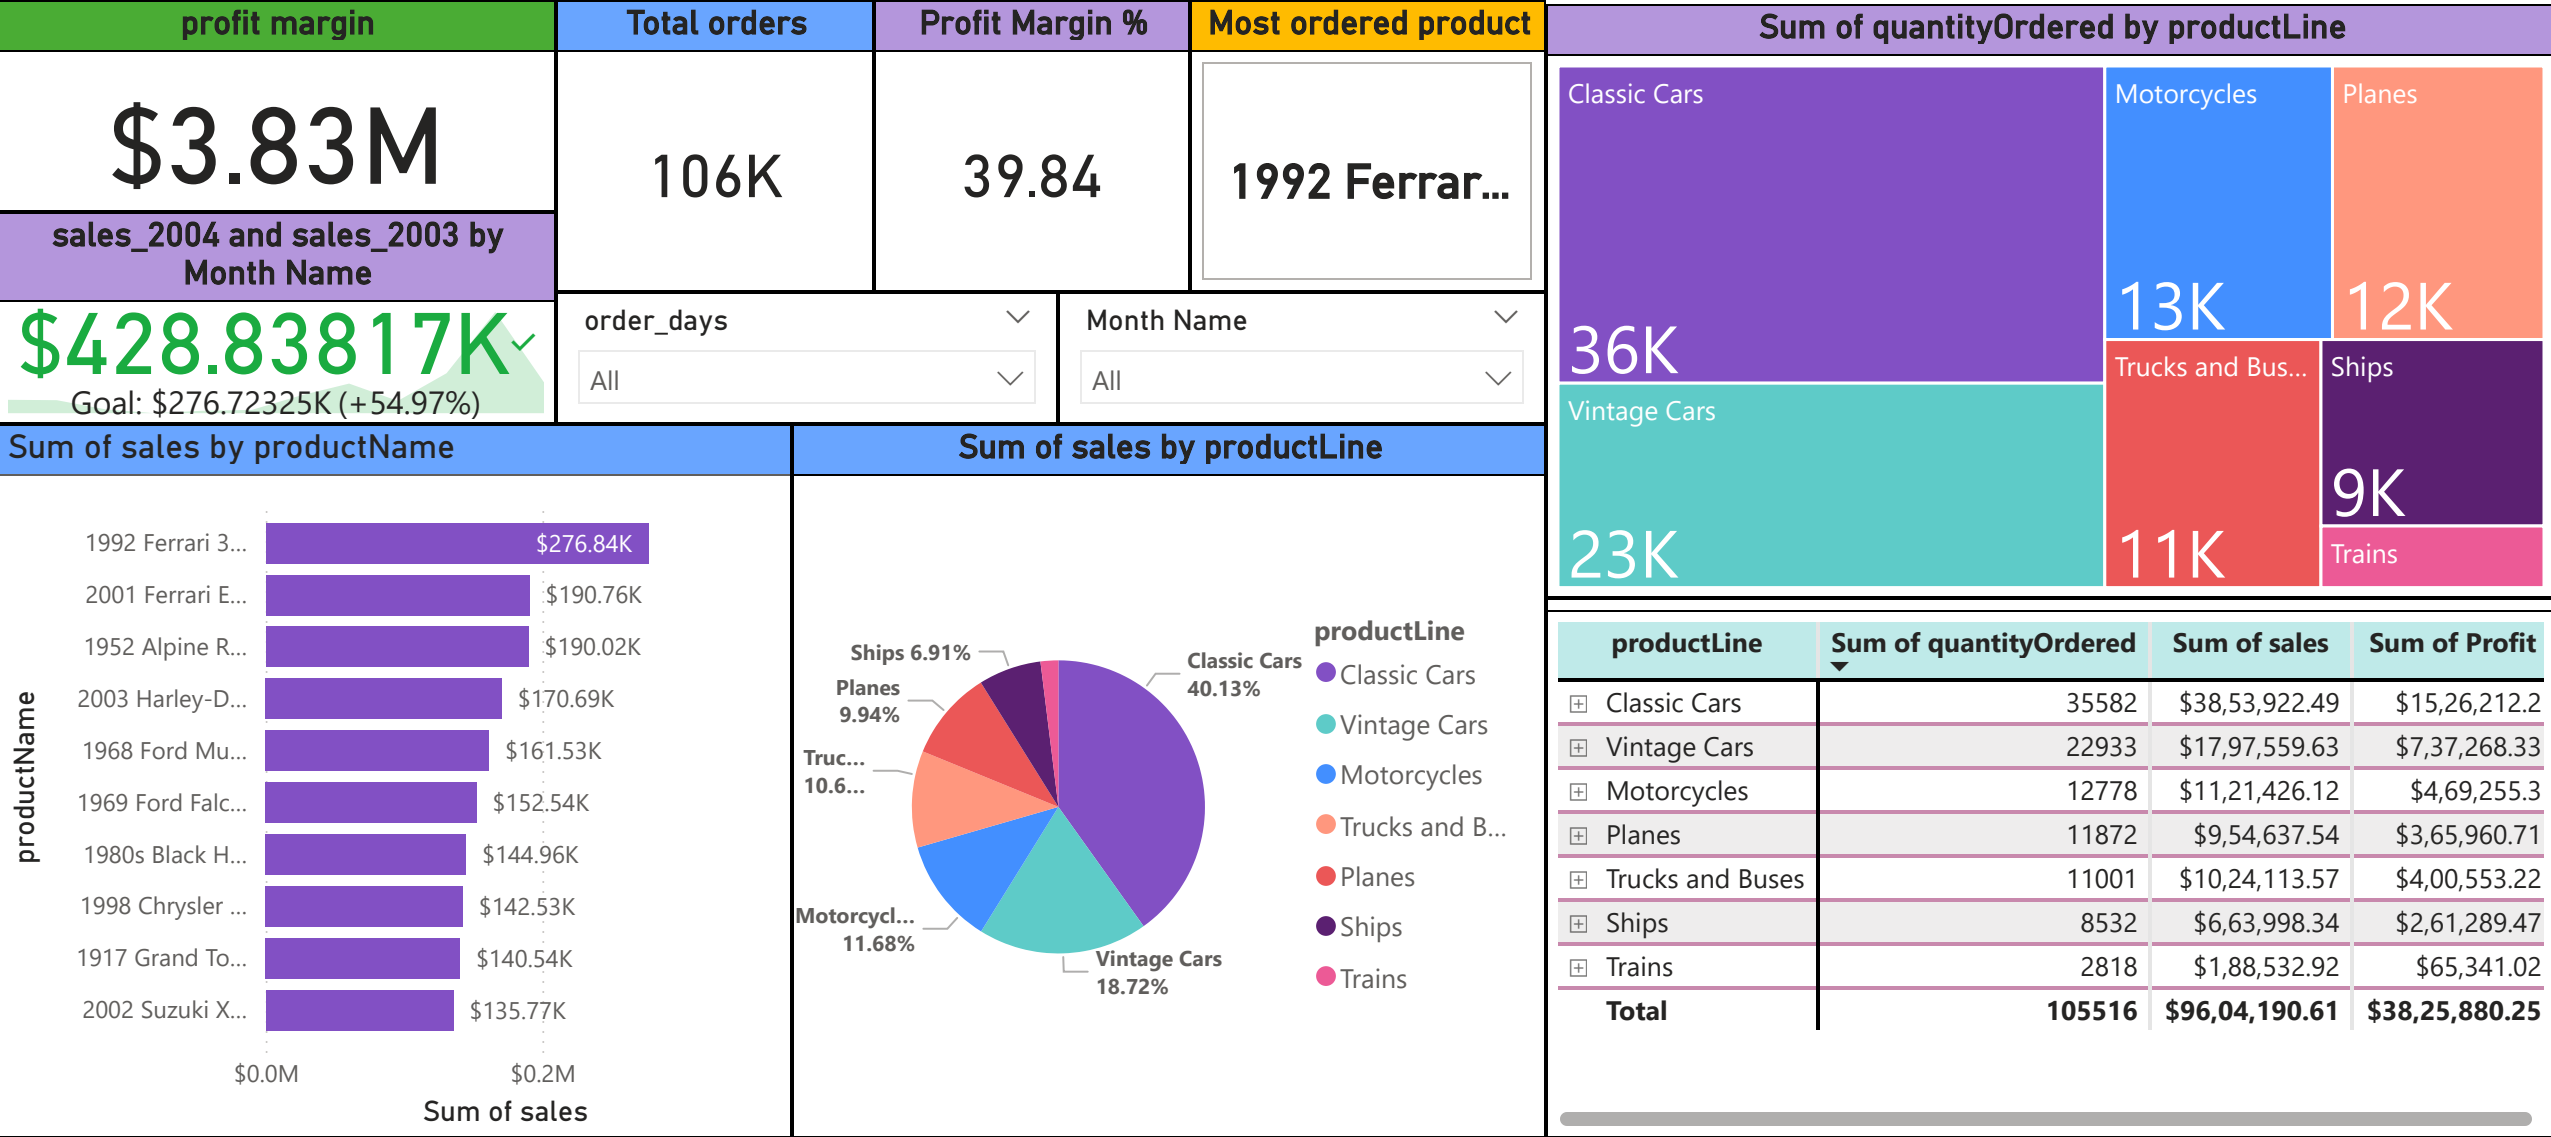 profit margin
$3.83M
Total orders
106K
Profit Margin %
39.84
Most ordered product
1992 Ferrar...
sales_2004 and sales_2003 by
Month Name
$428.83817K
Goal: $276.72325K (+54.97%)
order_days
All
Month Name
All
Sum of quantityOrdered by productLine
Classic Cars
36K
Vintage Cars
23K
Motorcycles
13K
Planes
12K
Trucks and Bus...
11K
Ships
9K
Trains
Sum of sales by productName
productName
1992 Ferrari 3... $276.84K
2001 Ferrari E... $190.76K
1952 Alpine R... $190.02K
2003 Harley-D... $170.69K
1968 Ford Mu... $161.53K
1969 Ford Falc... $152.54K
1980s Black H... $144.96K
1998 Chrysler ... $142.53K
1917 Grand To... $140.54K
2002 Suzuki X... $135.77K
$0.0M $0.2M
Sum of sales
Sum of sales by productLine
Ships 6.91%
Planes
9.94%
Truc...
10.6...
Motorcycl...
11.68%
Vintage Cars
18.72%
Classic Cars
40.13%
productLine
Classic Cars
Vintage Cars
Motorcycles
Trucks and B...
Planes
Ships
Trains
productLine Sum of quantityOrdered Sum of sales Sum of Profit
Classic Cars 35582 $38,53,922.49 $15,26,212.2
Vintage Cars 22933 $17,97,559.63 $7,37,268.33
Motorcycles 12778 $11,21,426.12 $4,69,255.3
Planes 11872 $9,54,637.54 $3,65,960.71
Trucks and Buses 11001 $10,24,113.57 $4,00,553.22
Ships 8532 $6,63,998.34 $2,61,289.47
Trains 2818 $1,88,532.92 $65,341.02
Total 105516 $96,04,190.61 $38,25,880.25